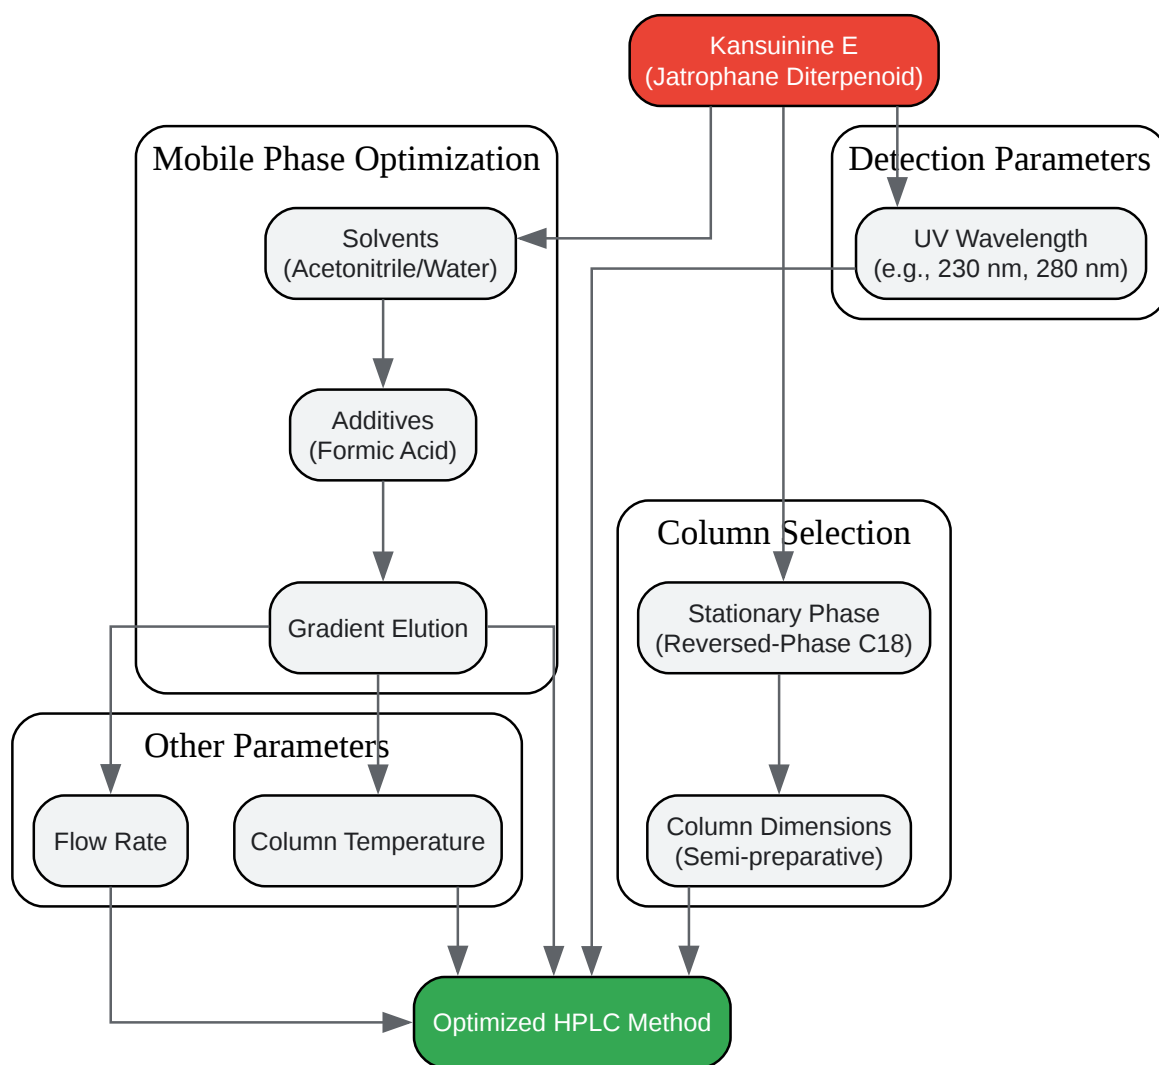 Kansuinine E
(Jatrophane Diterpenoid)
Mobile Phase Optimization
Detection Parameters
Solvents
(Acetonitrile/Water)
UV Wavelength
(e.g., 230 nm, 280 nm)
Additives
(Formic Acid)
Column Selection
Gradient Elution
Stationary Phase
(Reversed-Phase C18)
Other Parameters
Flow Rate
Column Temperature
Column Dimensions
(Semi-preparative)
Optimized HPLC Method